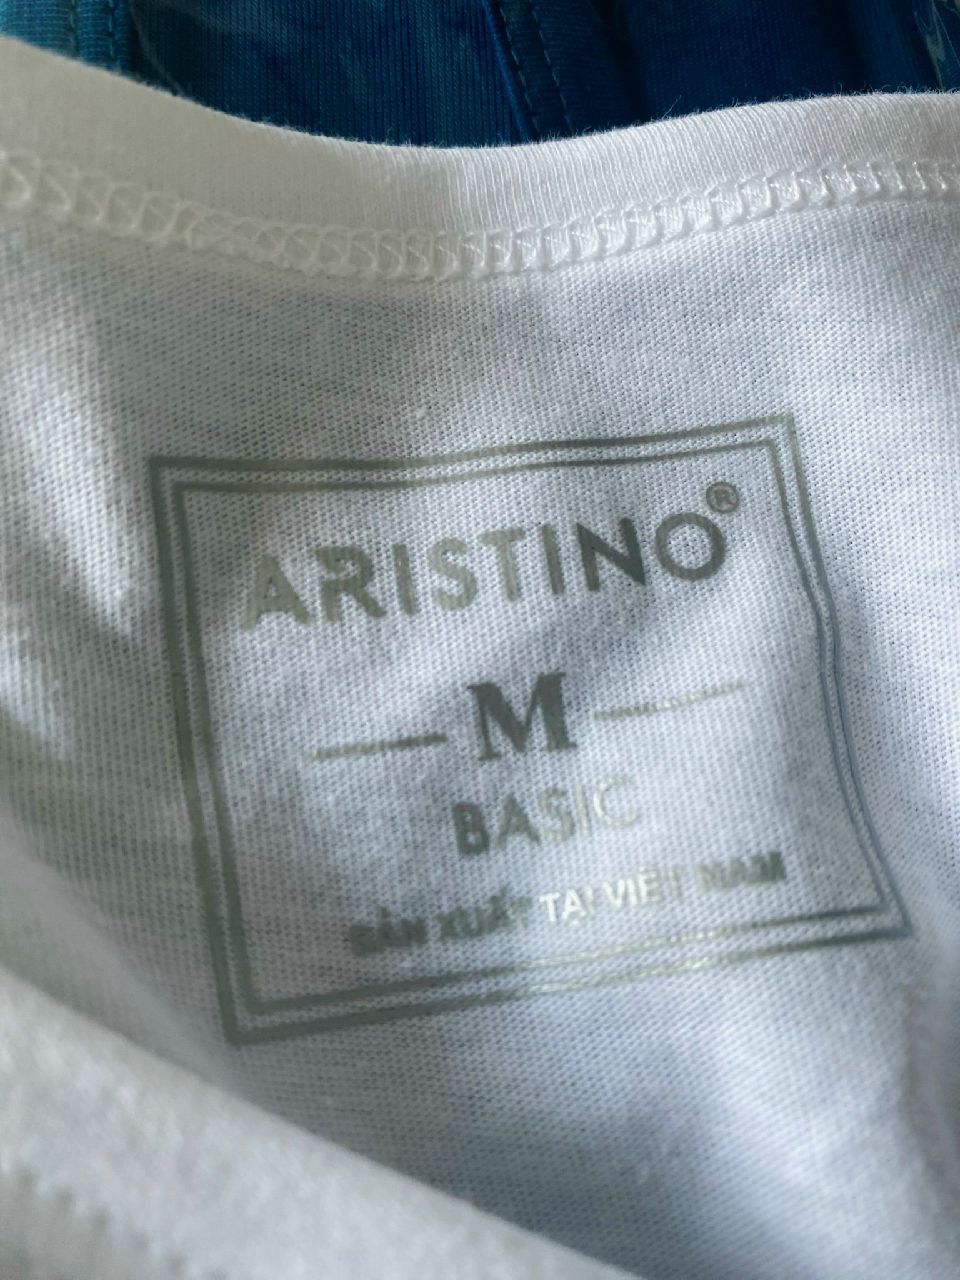 ARISTINO®
M
BASIC
SẢN XUẤT TẠI VIỆT NAM